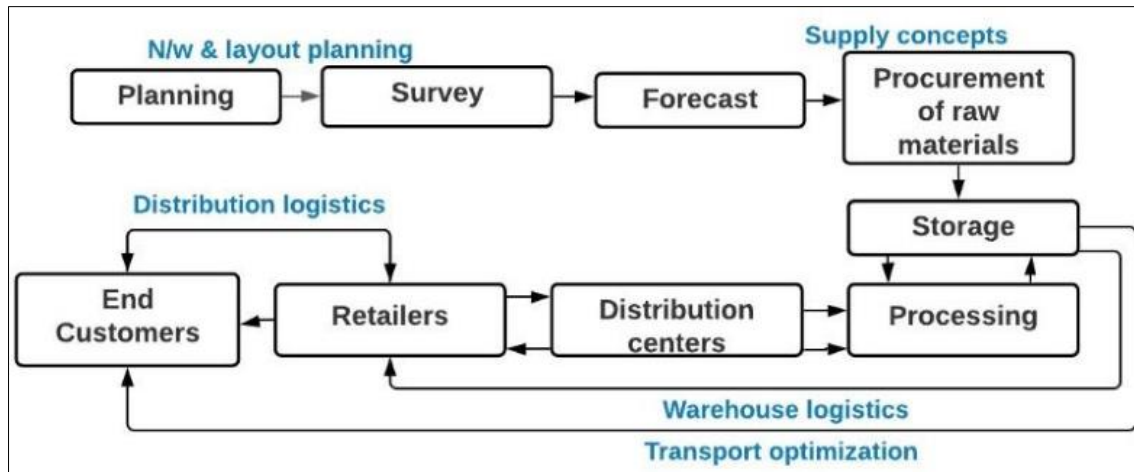 N/w & layout planning
Supply concepts
Planning
Survey
Forecast
Procurement
of raw
materials
Distribution logistics
Storage
End
Customers
Retailers
Distribution
centers
Processing
Warehouse logistics
Transport optimization